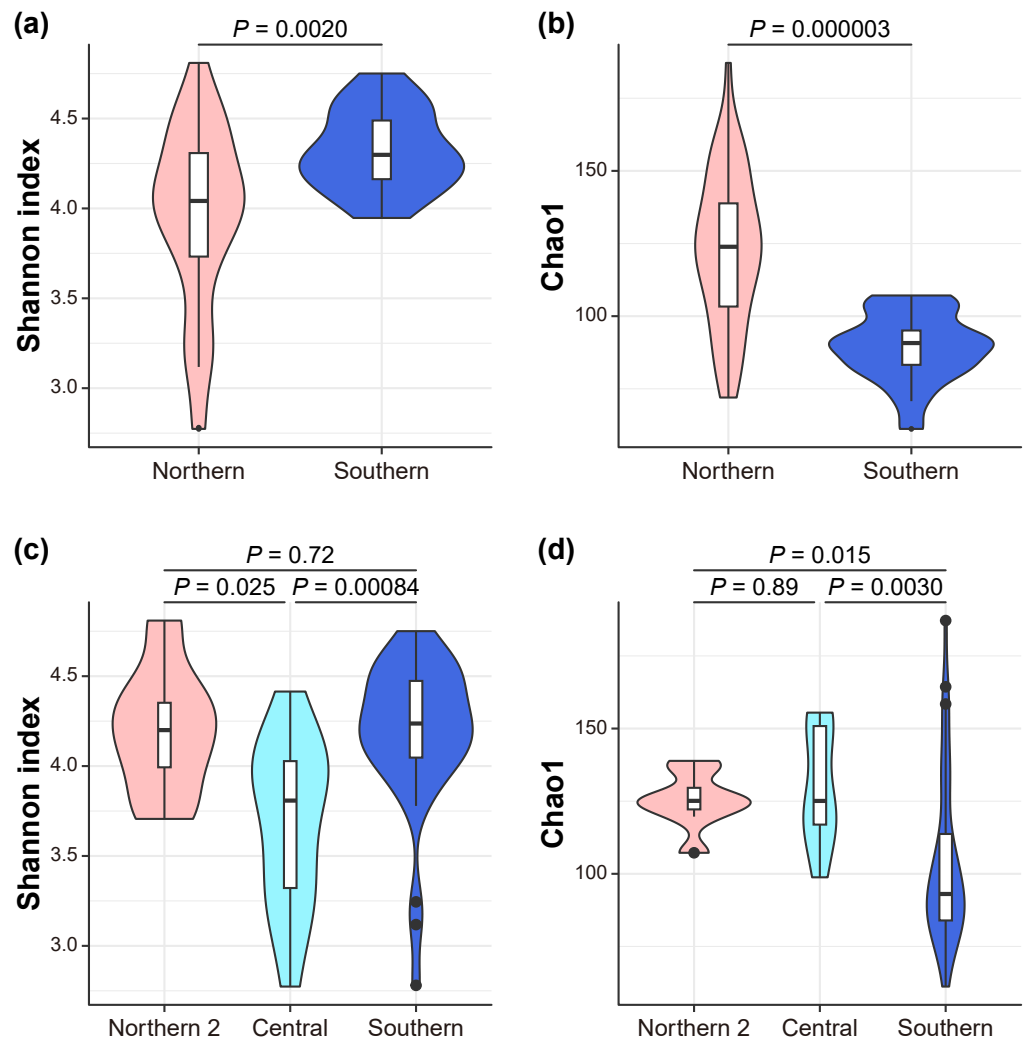 (a)
P = 0.0020
Shannon index
4.5
4.0
3.5
3.0
Northern Southern
(b)
P = 0.000003
Chao1
150
100
Northern Southern
(c)
P = 0.72
P = 0.025 P = 0.00084
Shannon index
4.5
4.0
3.5
3.0
Northern 2 Central Southern
(d)
P = 0.015
P = 0.89 P = 0.0030
Chao1
150
100
Northern 2 Central Southern